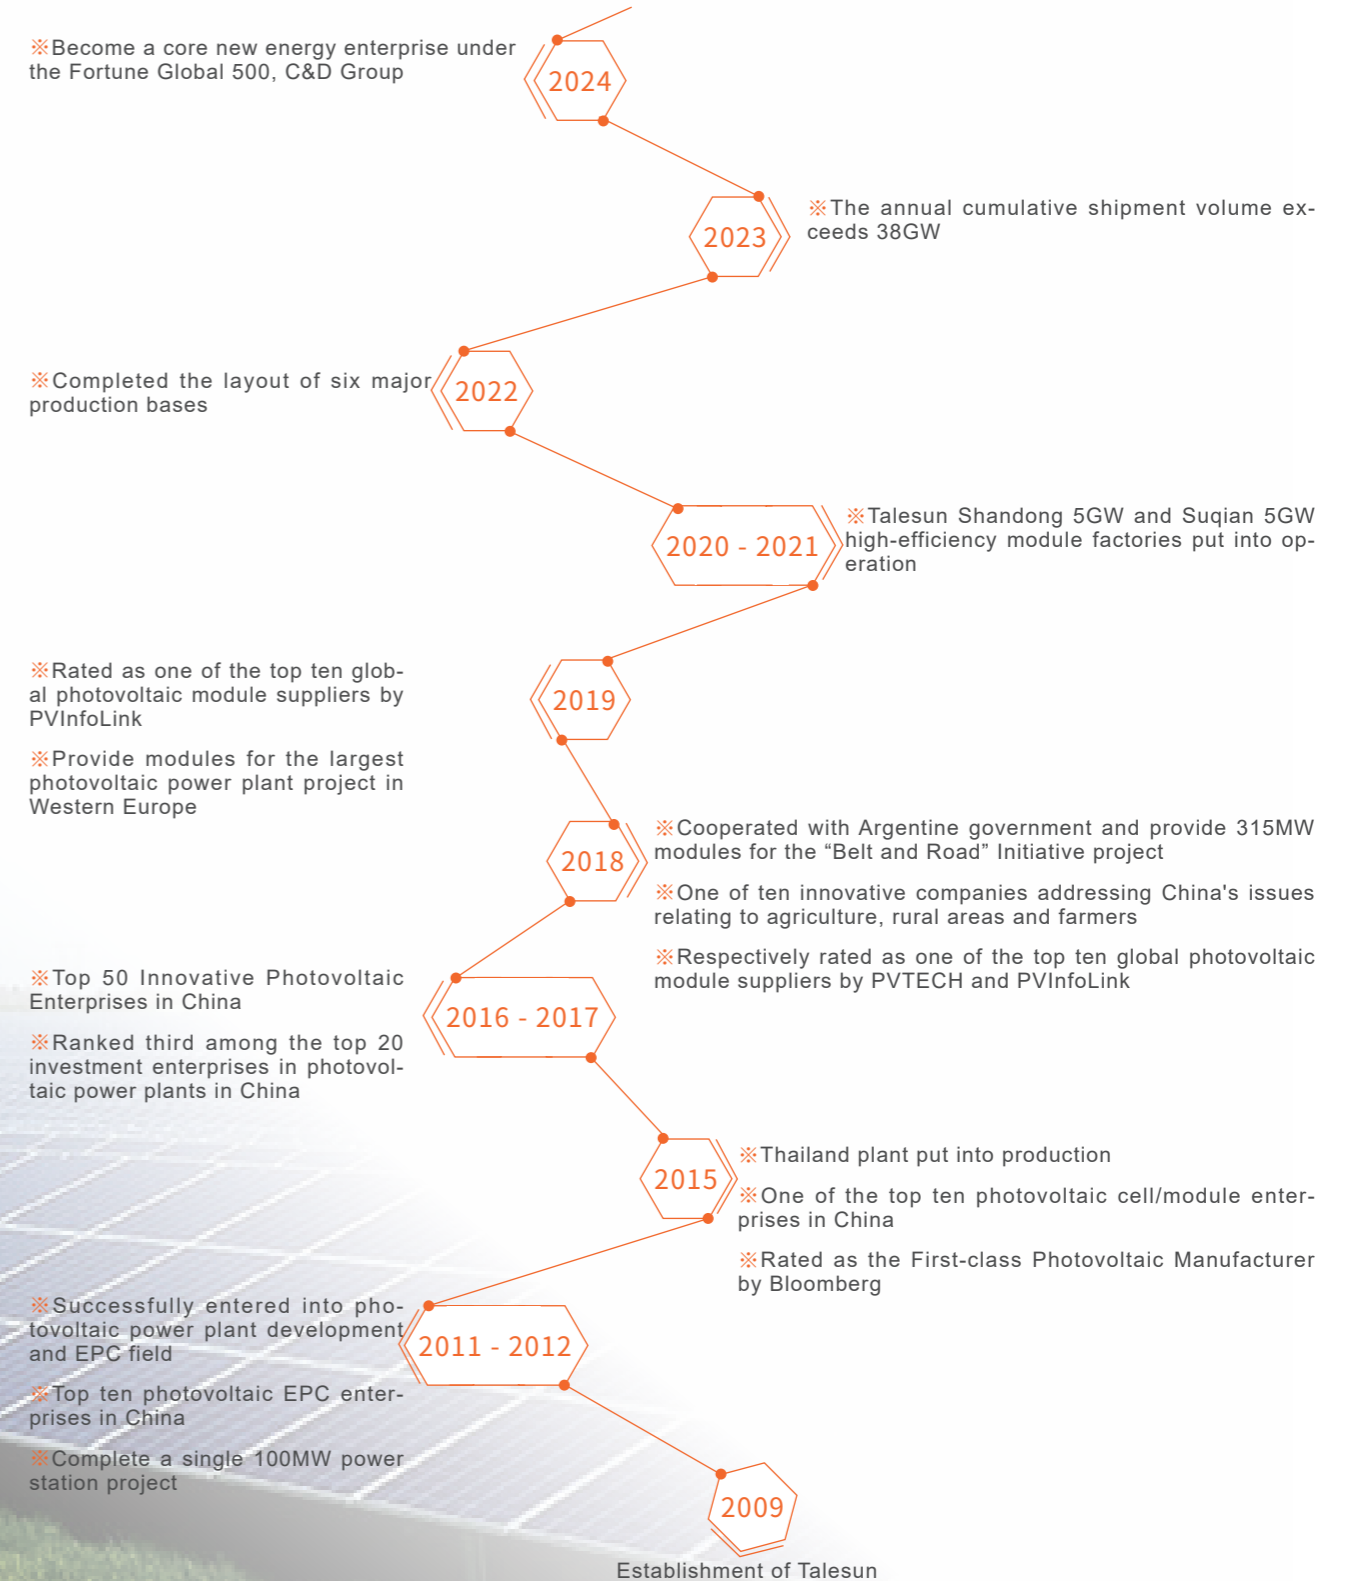 ※Become a core new energy enterprise under
the Fortune Global 500, C&D Group
2024
2023
※The annual cumulative shipment volume ex-
ceeds 38GW
※Completed the layout of six major
production bases
2022
2020 - 2021
※Talesun Shandong 5GW and Suqian 5GW
high-efficiency module factories put into op-
eration
※Rated as one of the top ten glob-
al photovoltaic module suppliers by
PVInfoLink
※Provide modules for the largest
photovoltaic power plant project in
Western Europe
2019
2018
※Cooperated with Argentine government and provide 315MW
modules for the “Belt and Road” Initiative project
※One of ten innovative companies addressing China's issues
relating to agriculture, rural areas and farmers
※Respectively rated as one of the top ten global photovoltaic
module suppliers by PVTECH and PVInfoLink
※Top 50 Innovative Photovoltaic
Enterprises in China
※Ranked third among the top 20
investment enterprises in photovol-
taic power plants in China
2016 - 2017
2015
※Thailand plant put into production
※One of the top ten photovoltaic cell/module enter-
prises in China
※Rated as the First-class Photovoltaic Manufacturer
by Bloomberg
※Successfully entered into pho-
tovoltaic power plant development
and EPC field
※Top ten photovoltaic EPC enter-
prises in China
※Complete a single 100MW power
station project
2011 - 2012
2009
Establishment of Talesun